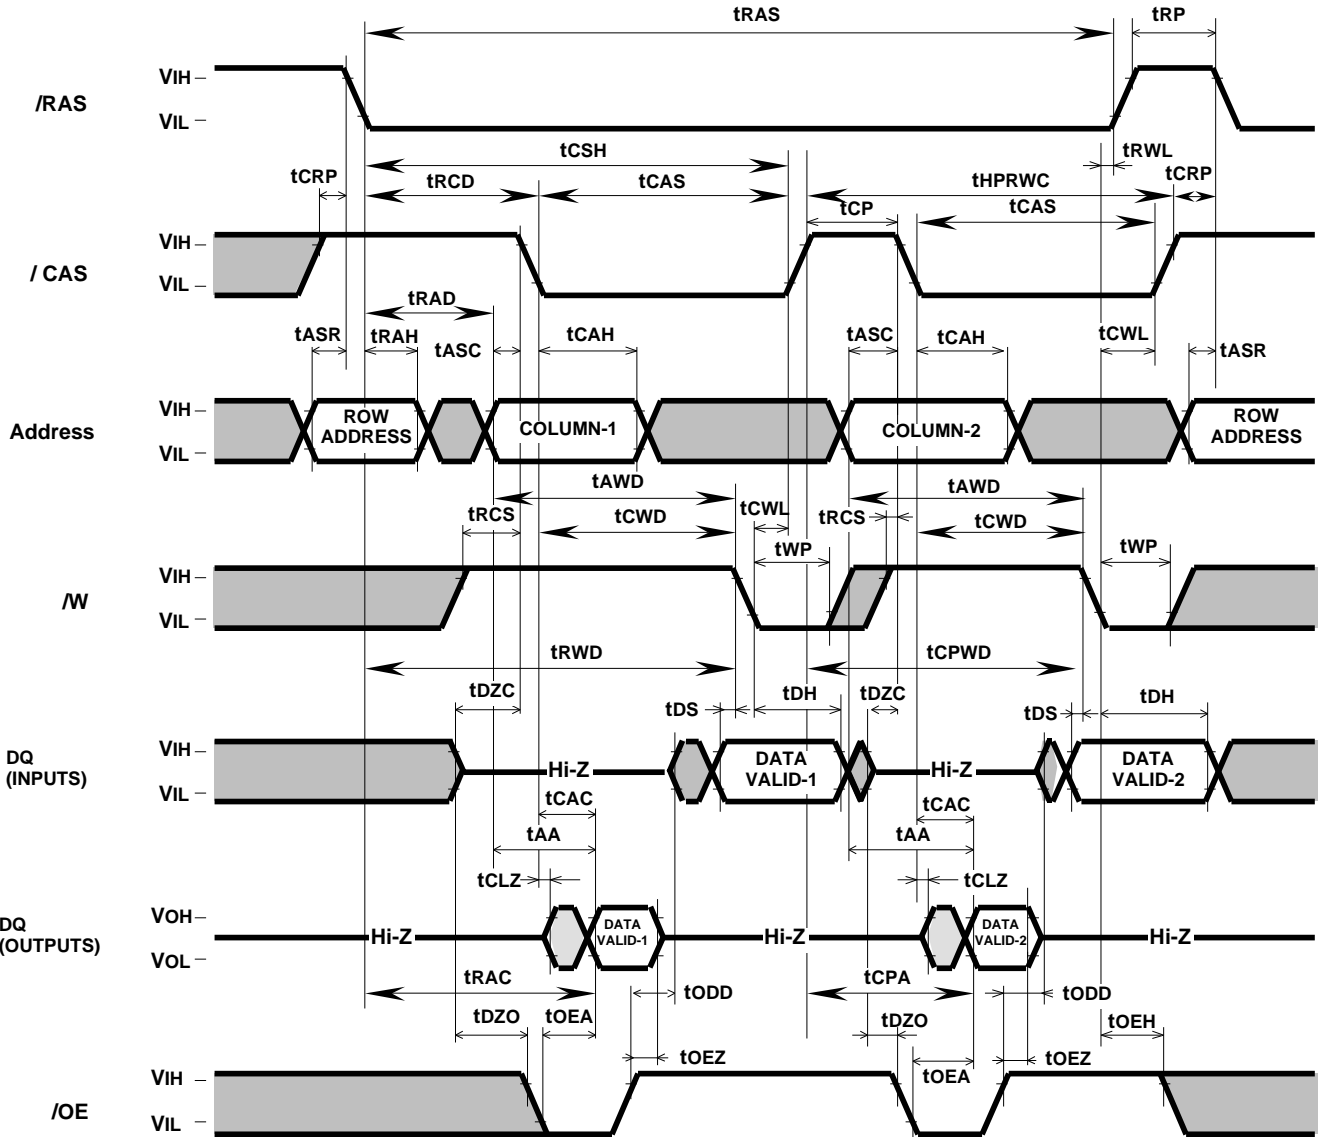 tRAS
tRP
VIH
/RAS
VIL
tCSH
tRWL
tCRP
tRCD
tCAS
tHPRWC
tCRP
tCP
tCAS
VIH
/ CAS
VIL
tRAD
tASR
tRAH
tASC
tCAH
tASC
tCAH
tCWL
tASR
VIH
Address
VIL
ROW
ADDRESS
COLUMN-1
COLUMN-2
ROW
ADDRESS
tAWD
tAWD
tRCS
tCWD
tCWL
tRCS
tCWD
tWP
tWP
VIH
/W
VIL
tRWD
tCPWD
tDZC
tDS
tDH
tDZC
tDS
tDH
DQ
(INPUTS)
VIH
VIL
Hi-Z
DATA
VALID-1
Hi-Z
DATA
VALID-2
tCAC
tCAC
tAA
tAA
tCLZ
tCLZ
DQ
(OUTPUTS)
VOH
VOL
Hi-Z
DATA
VALID-1
Hi-Z
DATA
VALID-2
Hi-Z
tRAC
tODD
tCPA
tODD
tDZO
tOEA
tDZO
tOEH
tOEZ
tOEA
tOEZ
VIH
/OE
VIL